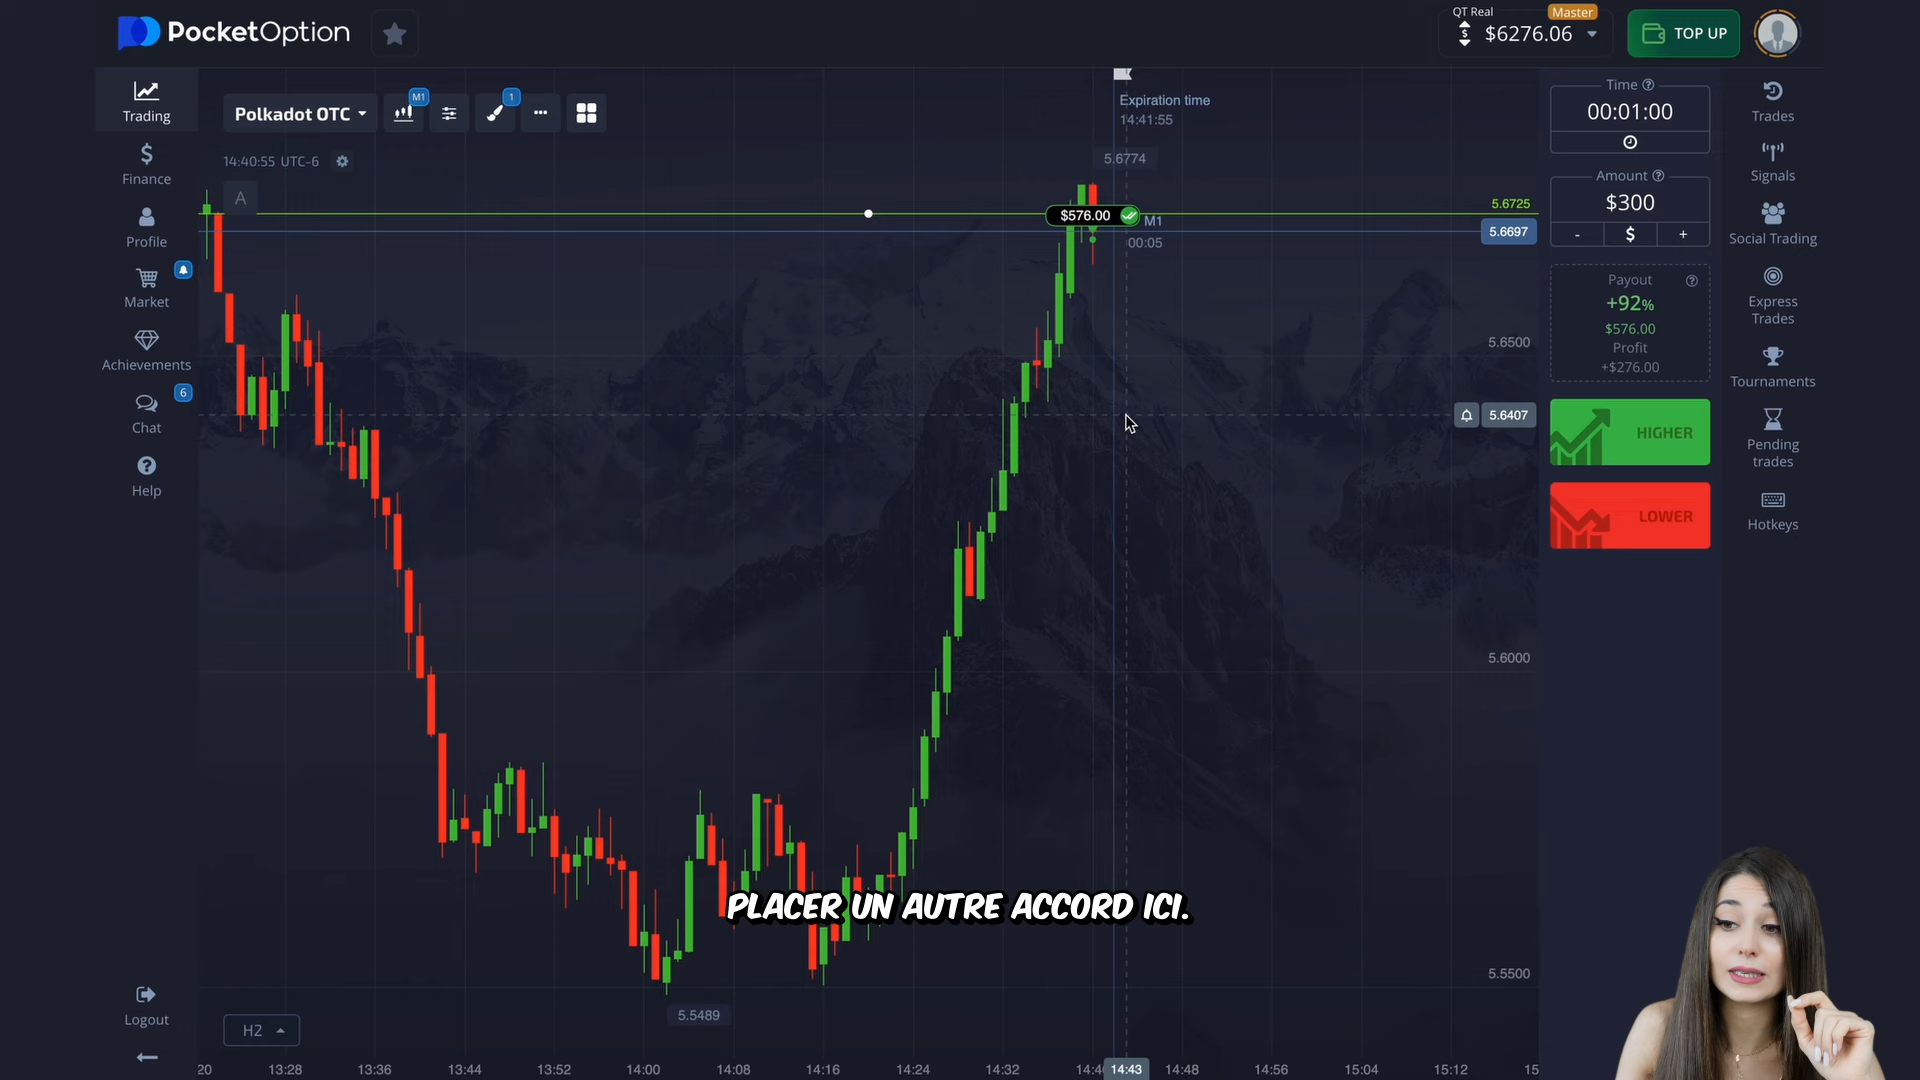 PocketOption
QT Real
Master
$6276.06
TOP UP
Trading
Finance
Profile
Market
Achievements
6
Chat
Help
Logout
Polkadot OTC
M1
1
14:40:55 UTC-6
A
Expiration time
14:41:55
5.6774
$576.00
M1
00:05
5.6725
5.6697
5.6500
5.6407
5.6000
5.5500
5.5489
PLACER UN AUTRE ACCORD ICI.
H2
20
13:28
13:36
13:44
13:52
14:00
14:08
14:16
14:24
14:32
14:43
14:48
14:56
15:04
15:12
15
Time
00:01:00
Amount
$300
-
$
+
Payout
+92%
$576.00
Profit
+$276.00
HIGHER
LOWER
Trades
Signals
Social Trading
Express
Trades
Tournaments
Pending
trades
Hotkeys